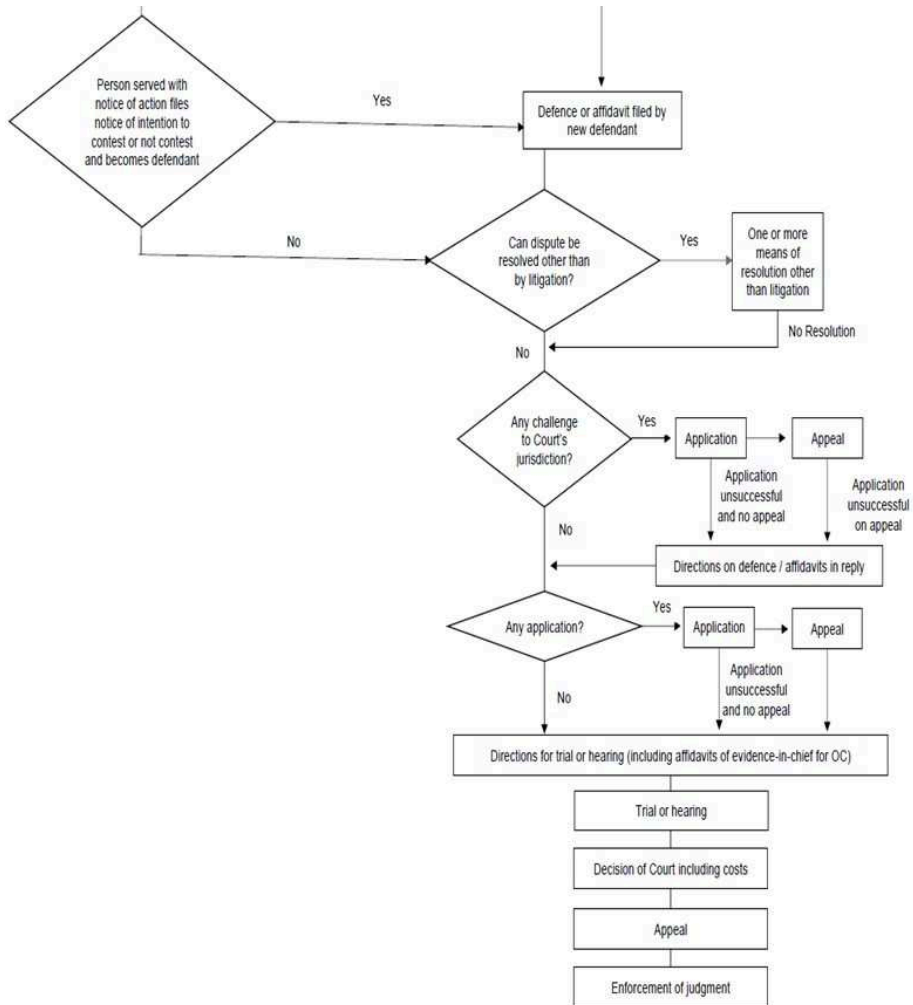 Person served with
notice of action files
notice of intention to
contest or not contest
and becomes defendant
Yes
Defence or affidavit filed by
new defendant
No
Can dispute be
resolved other than
by litigation?
Yes
One or more
means of
resolution other
than litigation
No Resolution
No
Any challenge
to Court's
jurisdiction?
Yes
Application
Appeal
Application
unsuccessful
and no appeal
Application
unsuccessful
on appeal
No
Directions on defence / affidavits in reply
Any application?
Yes
Application
Appeal
Application
unsuccessful
and no appeal
No
Directions for trial or hearing (including affidavits of evidence-in-chief for OC)
Trial or hearing
Decision of Court including costs
Appeal
Enforcement of judgment